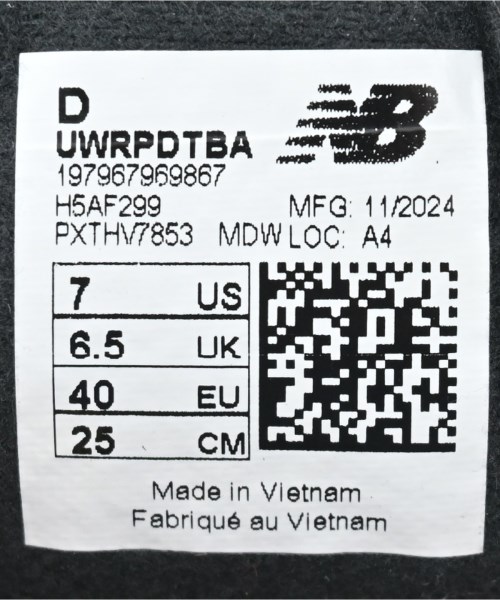 D
UWRPDTBA
NB
197967969867
H5AF299 MFG: 11/2024
PXTHV7853 MDW LOC: A4
7 US
6.5 UK
40 EU
25 CM
Made in Vietnam
Fabriqué au Vietnam